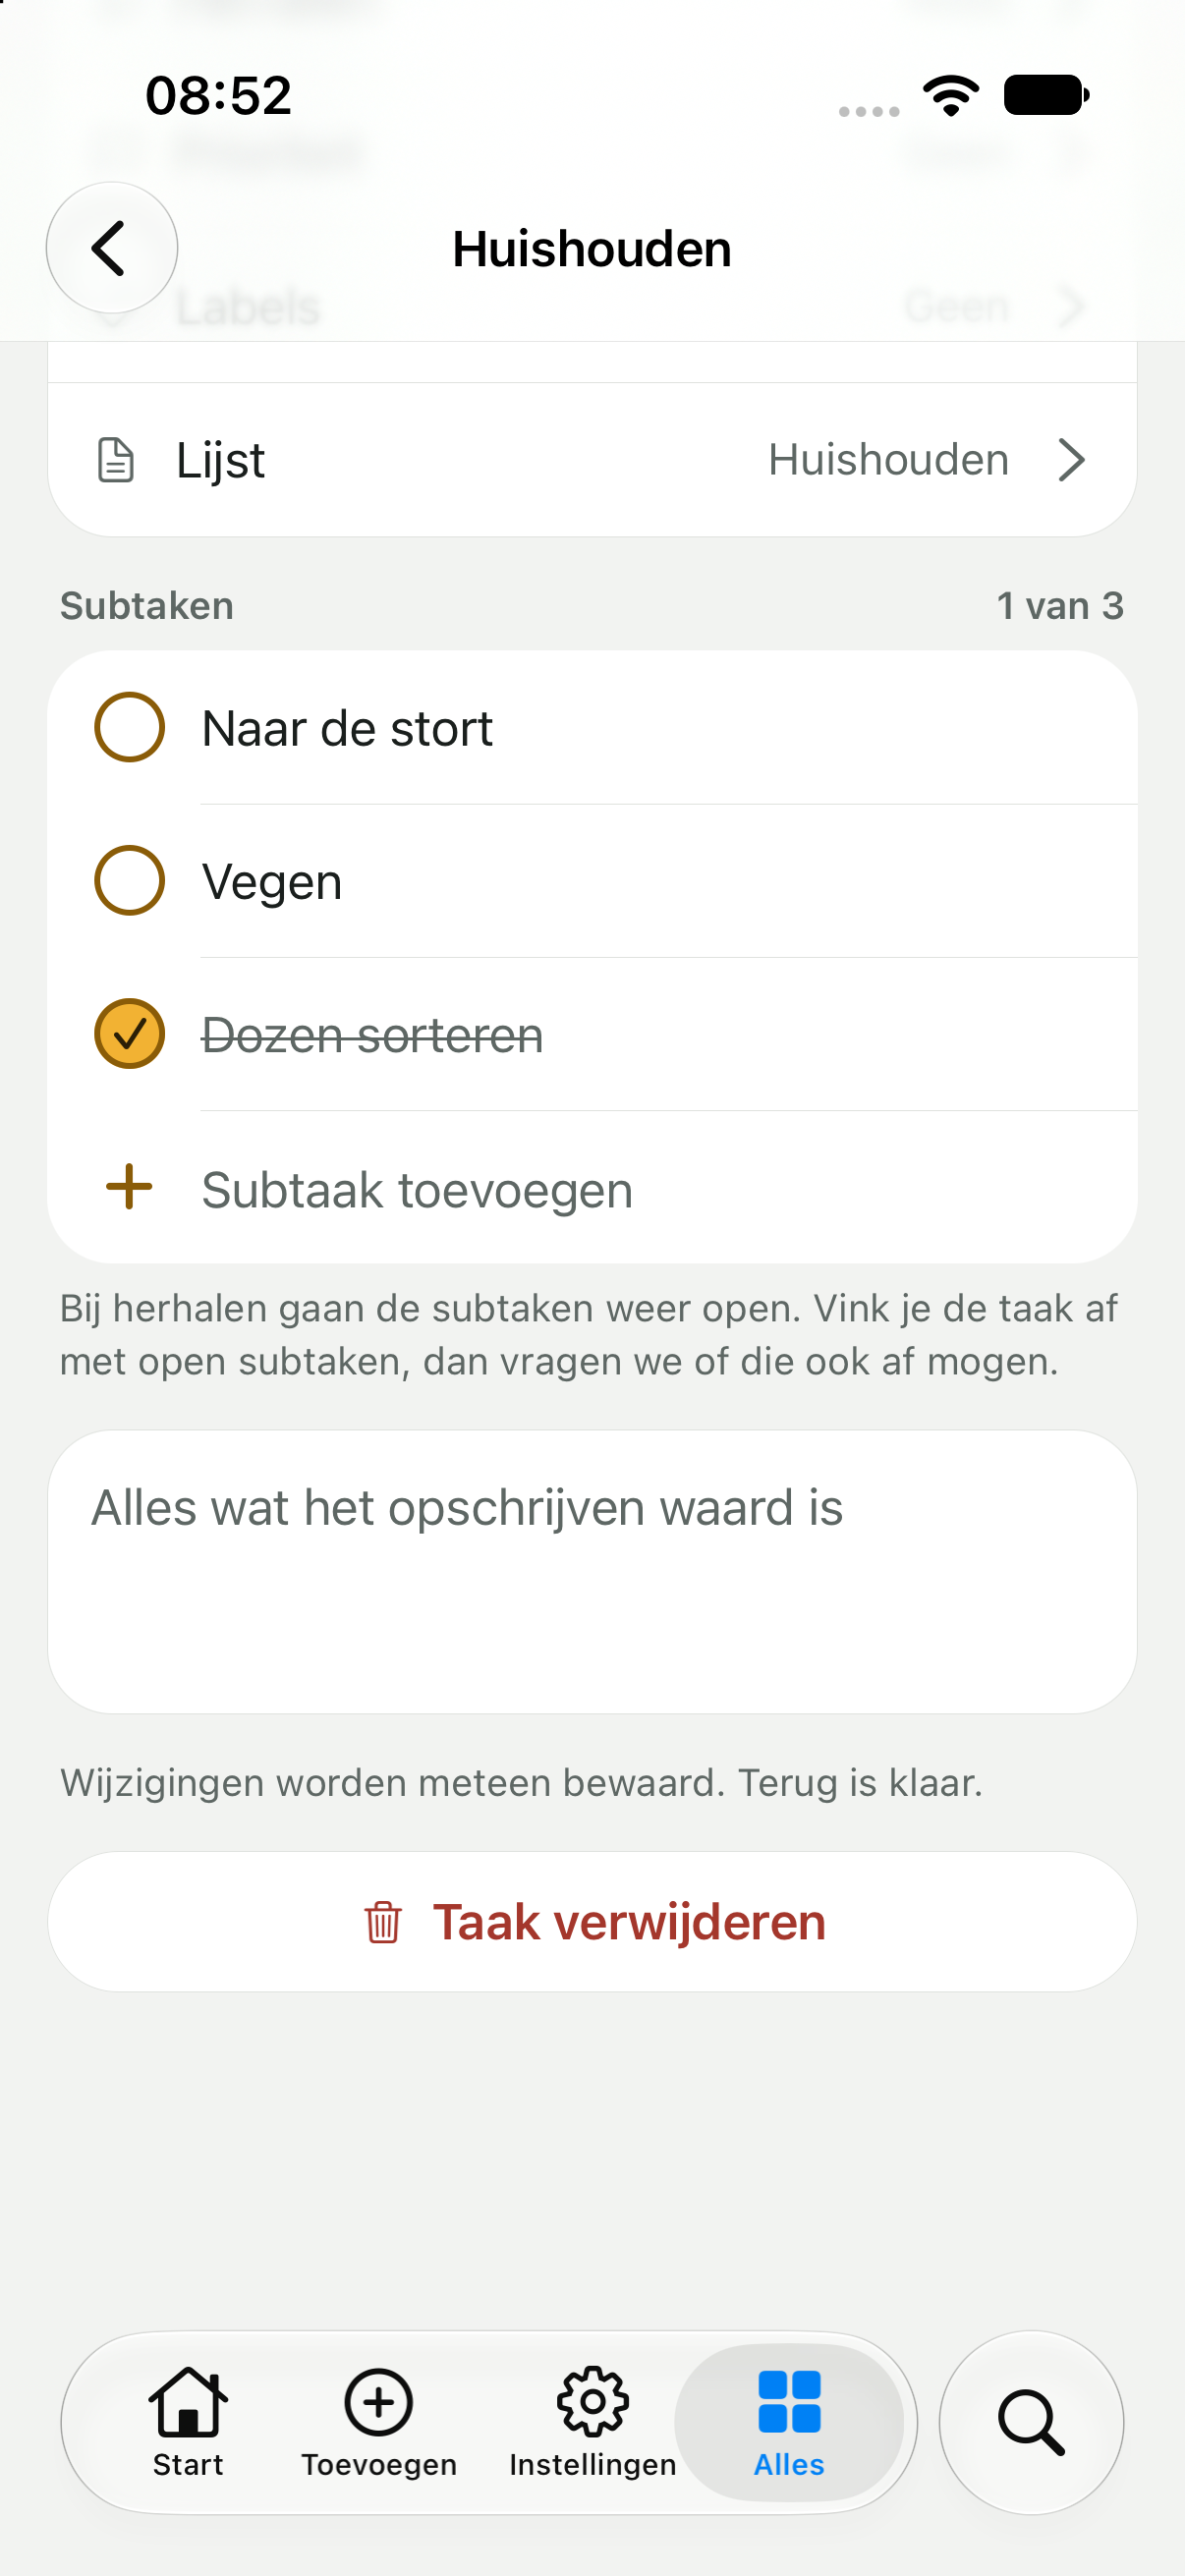 08:52
Huishouden
Labels Geen
Lijst Huishouden
Subtaken 1 van 3
Naar de stort
Vegen
Dozen sorteren
Subtaak toevoegen
Bij herhalen gaan de subtaken weer open. Vink je de taak af
met open subtaken, dan vragen we of die ook af mogen.
Alles wat het opschrijven waard is
Wijzigingen worden meteen bewaard. Terug is klaar.
Taak verwijderen
Start Toevoegen Instellingen Alles